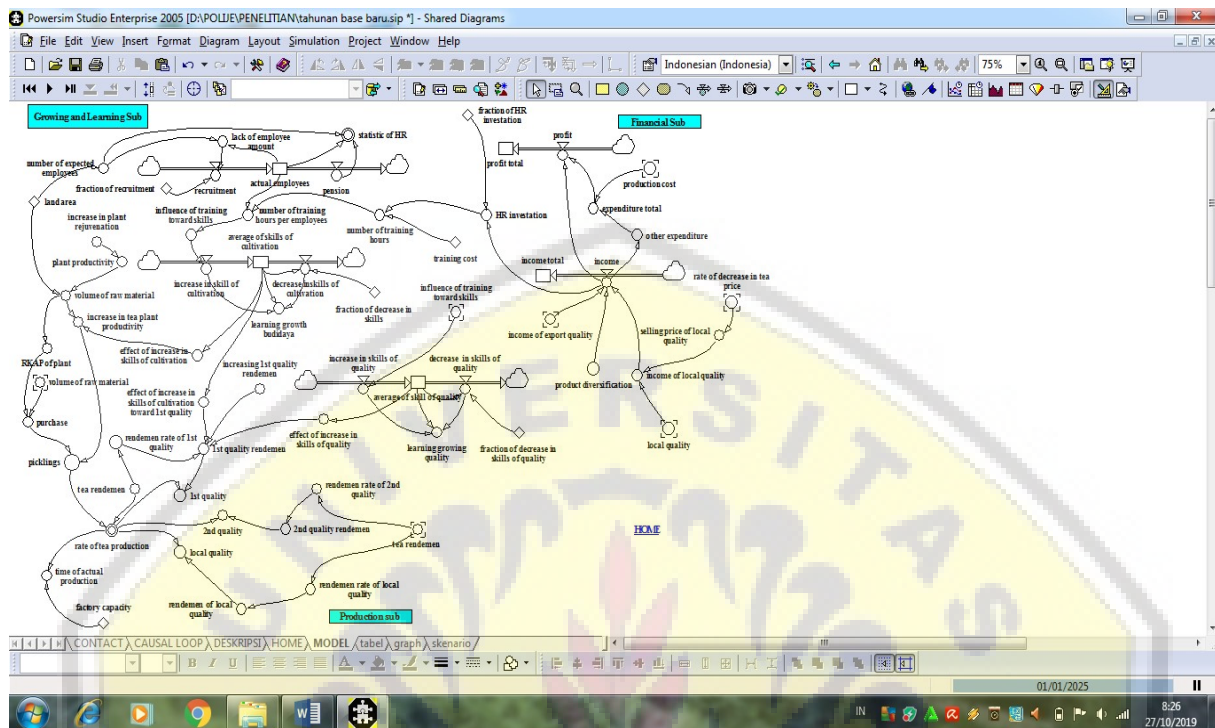 Powersim Studio Enterprise 2005 [D:\POLIJE\PENELITIAN\tahunan base baru.sip *] - Shared Diagrams
File Edit View Insert Format Diagram Layout Simulation Project Window Help
Indonesian (Indonesia)
75%
Growing and Learning Sub
fraction of HR
investation
Financial Sub
lack of employee
amount
statistic of HR
profit
number of expected
employees
profit total
actual employees
production cost
fraction of recruitment
recruitment
pension
landarea
increase in plant
rejuvenation
influence of training
toward skills
number of training
hours per employees
HR investation
expenditure total
number of training
hours
average of skills of
cultivation
other expenditure
plant productivity
training cost
income total
income
rate of decrease in tea
price
increase in skill of
cultivation
decrease in skills of
cultivation
influence of training
toward skills
volume of raw material
fraction of decrease in
skills
increase in tea plant
productivity
learning growth
budidaya
income of export quality
selling price of local
quality
RKAP of plant
effect of increase in
skills of cultivation
increasing 1st quality
rendemen
increase in skills of
quality
decrease in skills of
quality
product diversification
income of local quality
volume of raw material
effect of increase in
skills of cultivation
toward 1st quality
average of skill of quality
purchase
local quality
rendemen rate of 1st
quality
1st quality rendemen
effect of increase in
skills of quality
learning growing
quality
fraction of decrease in
skills of quality
picklings
tea rendemen
1st quality
rendemen rate of 2nd
quality
2nd quality
2nd quality rendemen
HOME
rate of tea production
tea rendemen
local quality
time of actual
production
rendemen rate of local
quality
factory capacity
rendemen of local
quality
Production sub
CONTACT CAUSAL LOOP DESKRIPSI HOME MODEL tabel graph skenario
B I U
01/01/2025
IN
8:26
27/10/2019
UNIVERSITAS